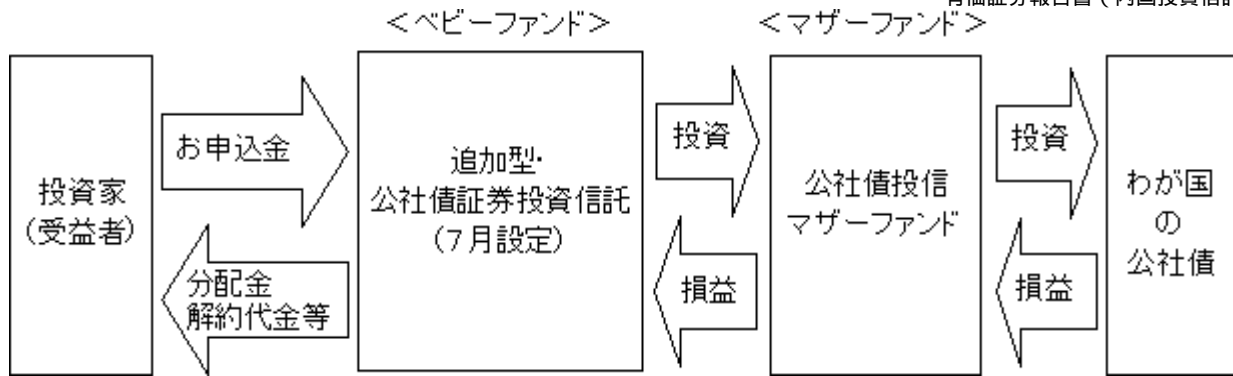 ＜ベビーファンド＞
＜マザーファンド＞
投資家
(受益者)
お申込金
分配金
解約代金等
追加型・
公社債証券投資信託
(7月設定)
投資
損益
公社債投信
マザーファンド
投資
損益
わが国
の
公社債